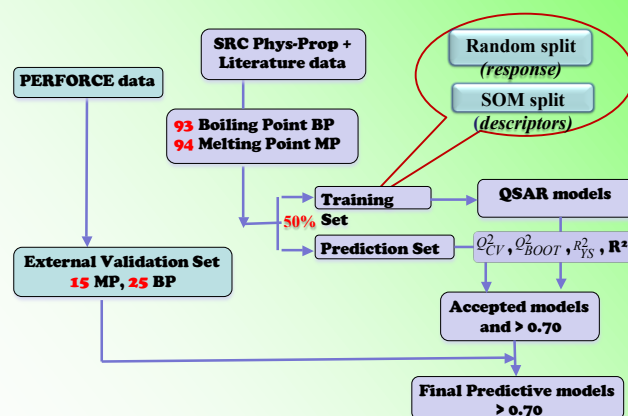 SRC Phys-Prop +
Literature data
Random split
(response)
SOM split
(descriptors)
PERFORCE data
93 Boiling Point BP
94 Melting Point MP
Training
Set
50%
Prediction Set
QSAR models
Q²CV, Q²BOOT, R²YS, R²
External Validation Set
15 MP, 25 BP
Accepted models
and > 0.70
Final Predictive models
> 0.70